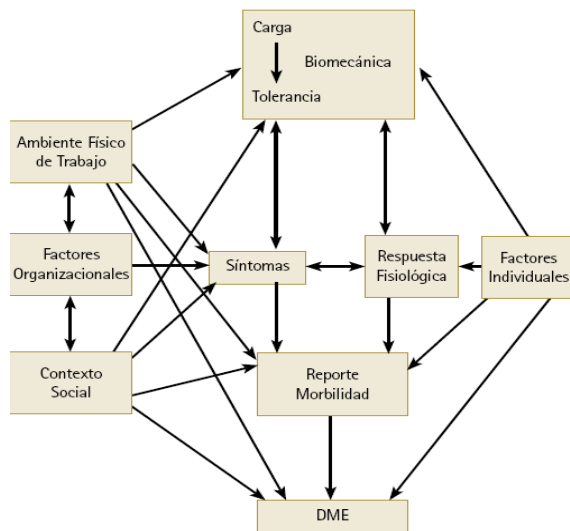 Carga
Biomecánica
Tolerancia
Ambiente Físico
de Trabajo
Factores
Organizacionales
Síntomas
Respuesta
Fisiológica
Factores
Individuales
Contexto
Social
Reporte
Morbilidad
DME